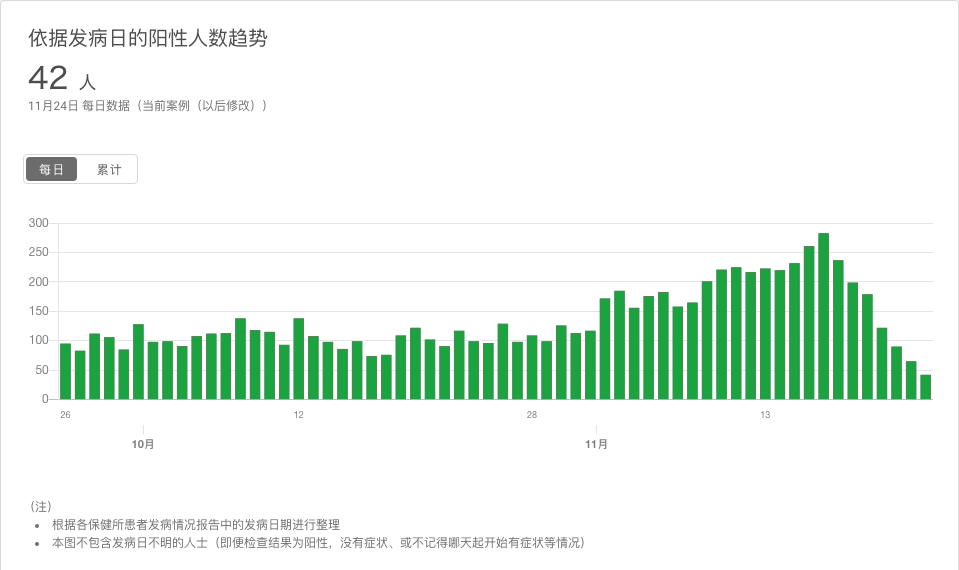 依据发病日的阳性人数趋势
42 人
11月24日 每日数据（当前案例（以后修改））
每日 累计
300
250
200
150
100
50
0
26 12 28 13
10月 11月
（注）
• 根据各保健所患者发病情况报告中的发病日期进行整理
• 本图不包含发病日不明的人士（即便检查结果为阳性，没有症状、或不记得哪天起开始有症状等情况）